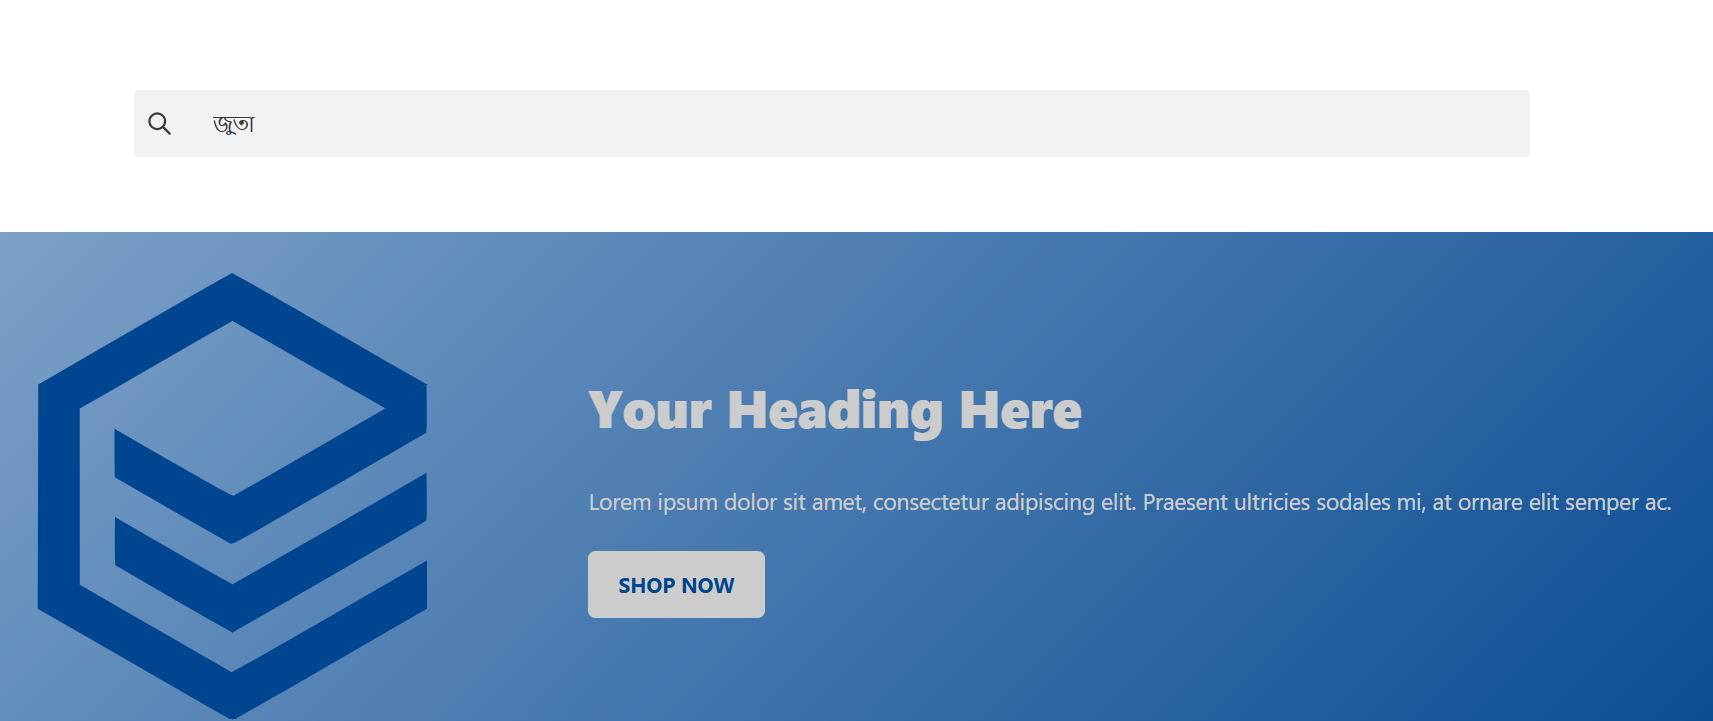 জুতা
Your Heading Here
Lorem ipsum dolor sit amet, consectetur adipiscing elit. Praesent ultricies sodales mi, at ornare elit semper ac.
SHOP NOW